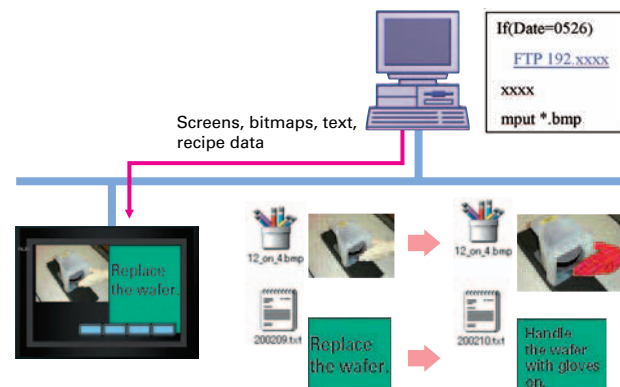 If(Date=0526)
FTP 192.xxxx
xxxx
mput *.bmp
Screens, bitmaps, text,
recipe data
Replace
the wafer.
12_on_4.bmp
12_on_4.bmp
200209.txt
200210.txt
Replace
the wafer.
Handle
the wafer
with gloves
on.